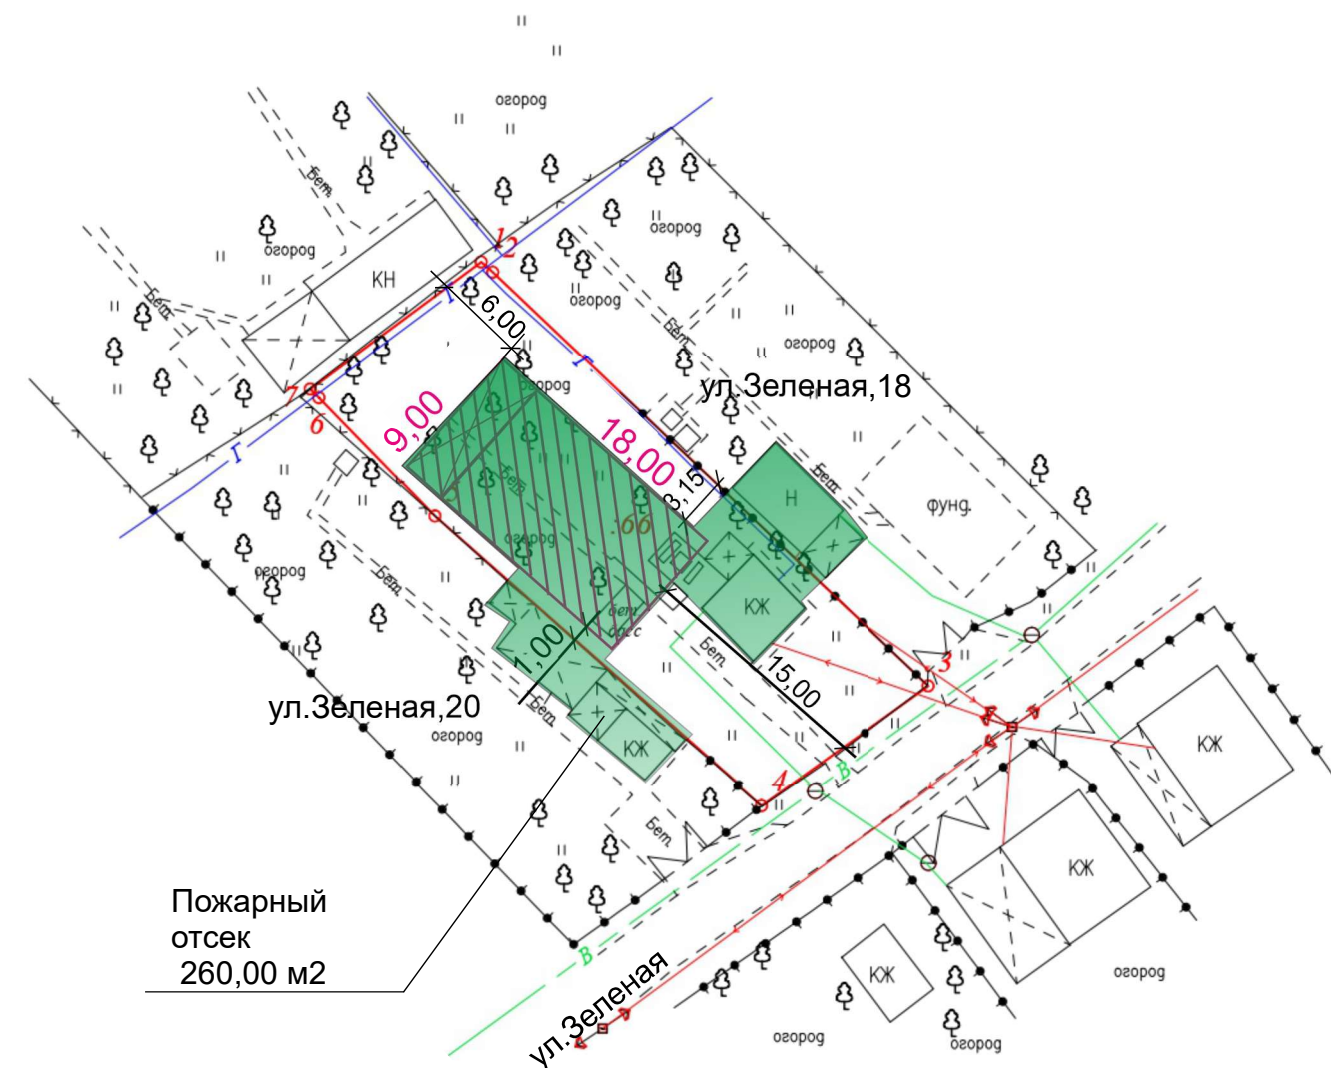 огород
Бет.
огород
огород
12
КН
огород
6,00
Бет.
Бет.
огород
Г
огород
ул.Зеленая,18
7
6
9,00
18,00
Г
3,15
Бет.
Бет.
Н
фунд.
:66
огород
огород
Бет.
КЖ
бет
1,00
Бет.
15,00
3
ул.Зеленая,20
Бет.
огород
КЖ
КЖ
4
В
Бет.
КЖ
Пожарный
отсек
260,00 м2
В
КЖ
огород
ул.Зеленая
огород
огород